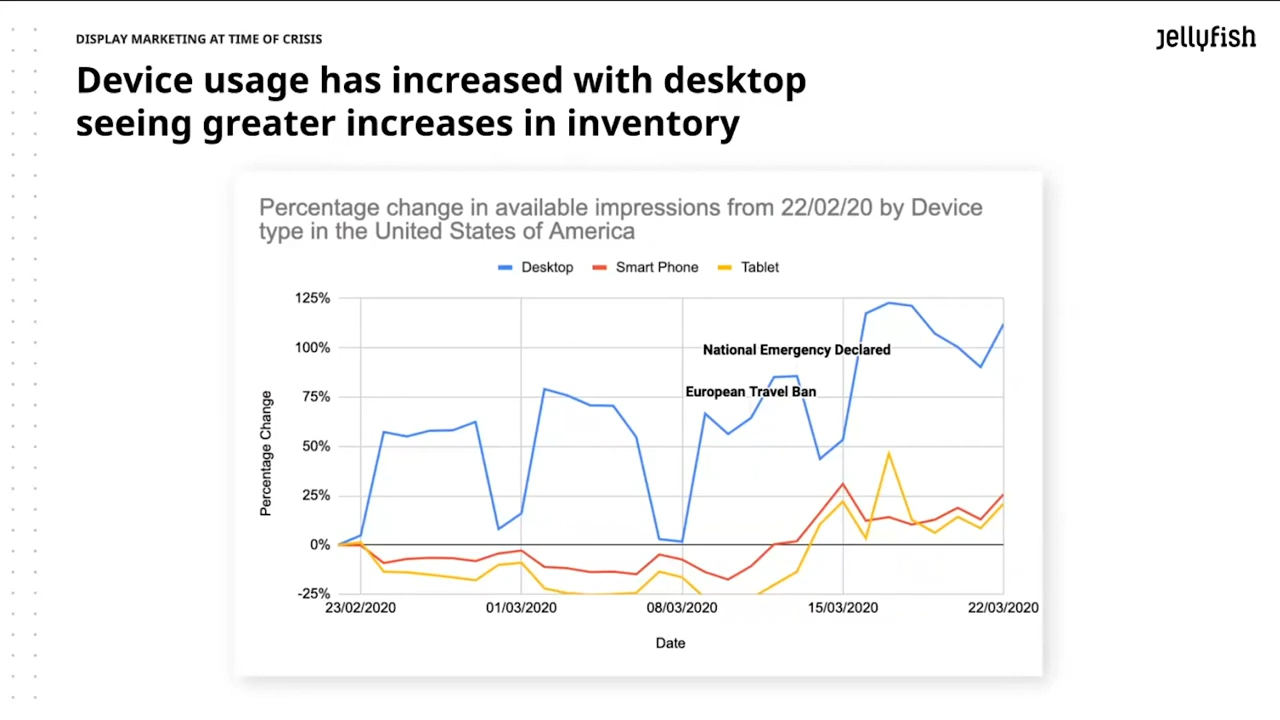 DISPLAY MARKETING AT TIME OF CRISIS
jellyfish
Device usage has increased with desktop
seeing greater increases in inventory
Percentage change in available impressions from 22/02/20 by Device
type in the United States of America
Desktop Smart Phone Tablet
125%
100%
75%
50%
25%
0%
-25%
Percentage Change
National Emergency Declared
European Travel Ban
23/02/2020 01/03/2020 08/03/2020 15/03/2020 22/03/2020
Date